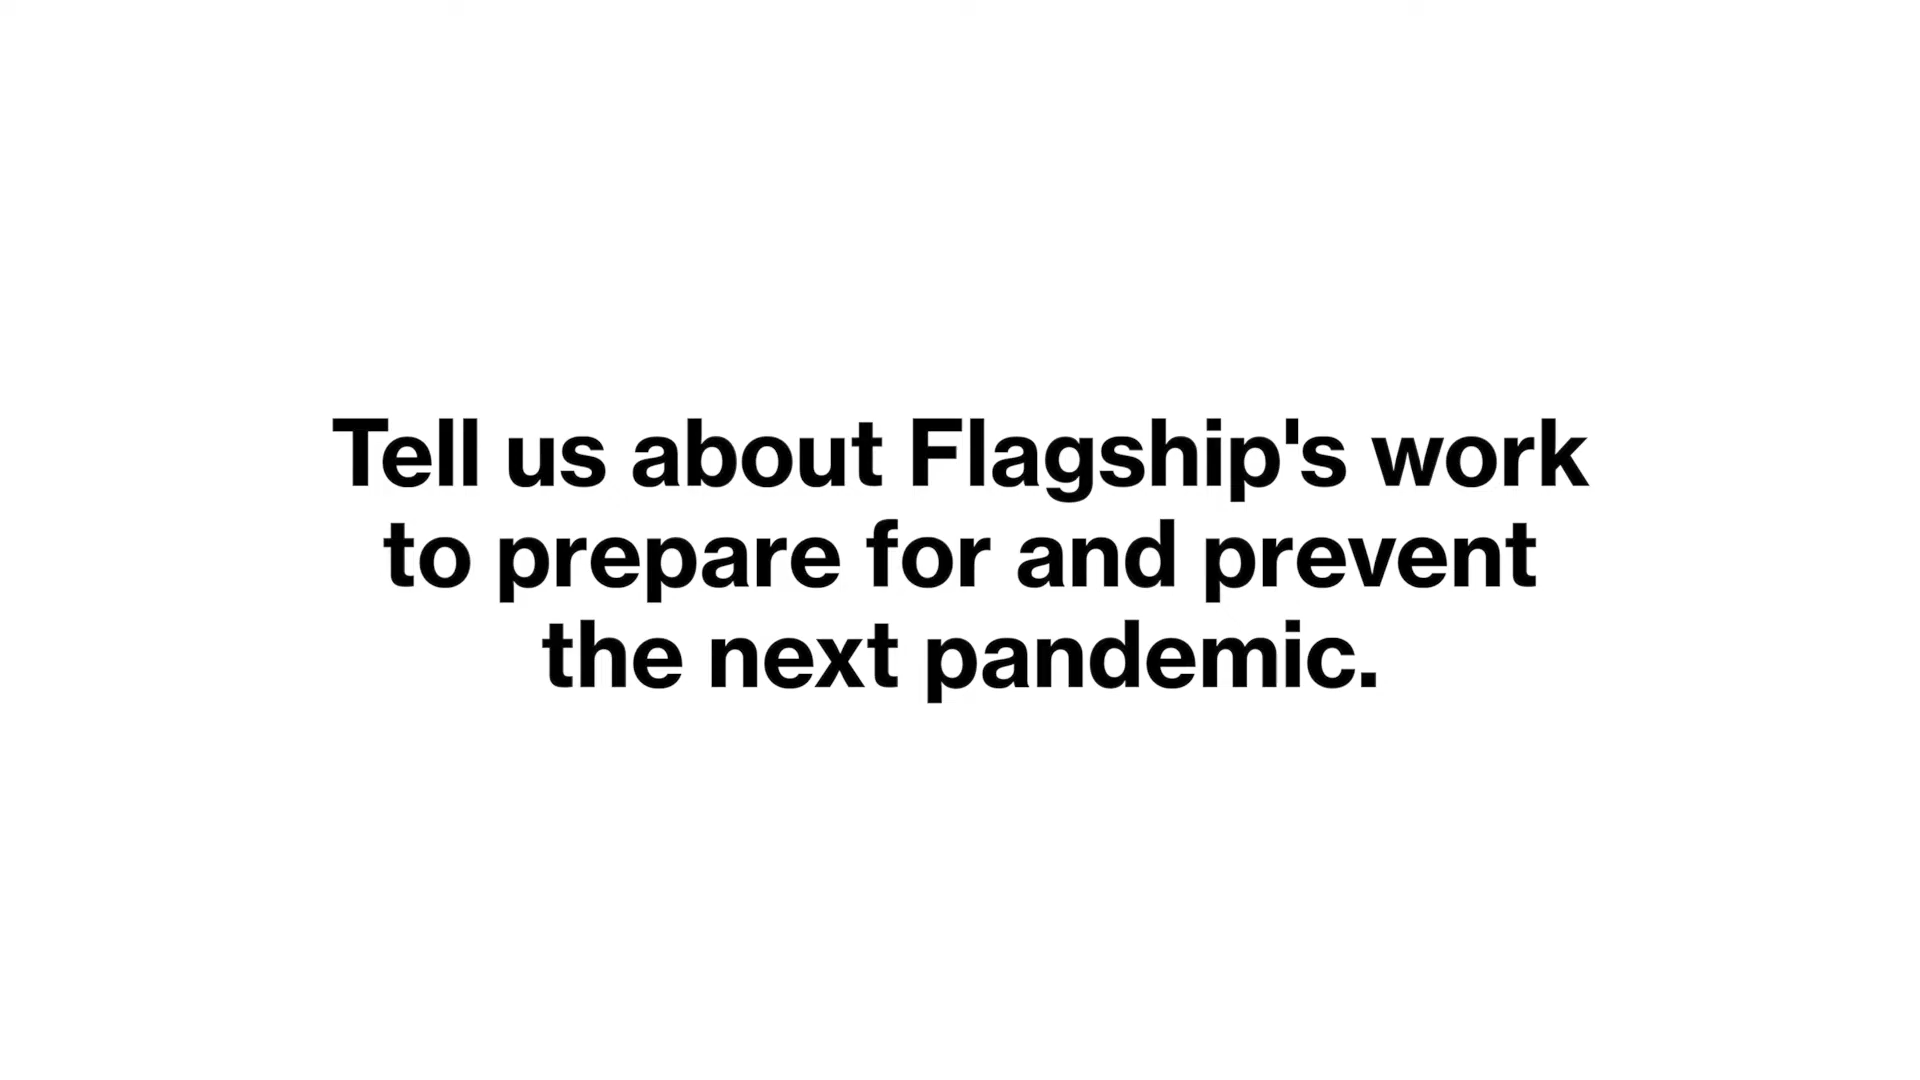 Tell us about Flagship's work
to prepare for and prevent
the next pandemic.